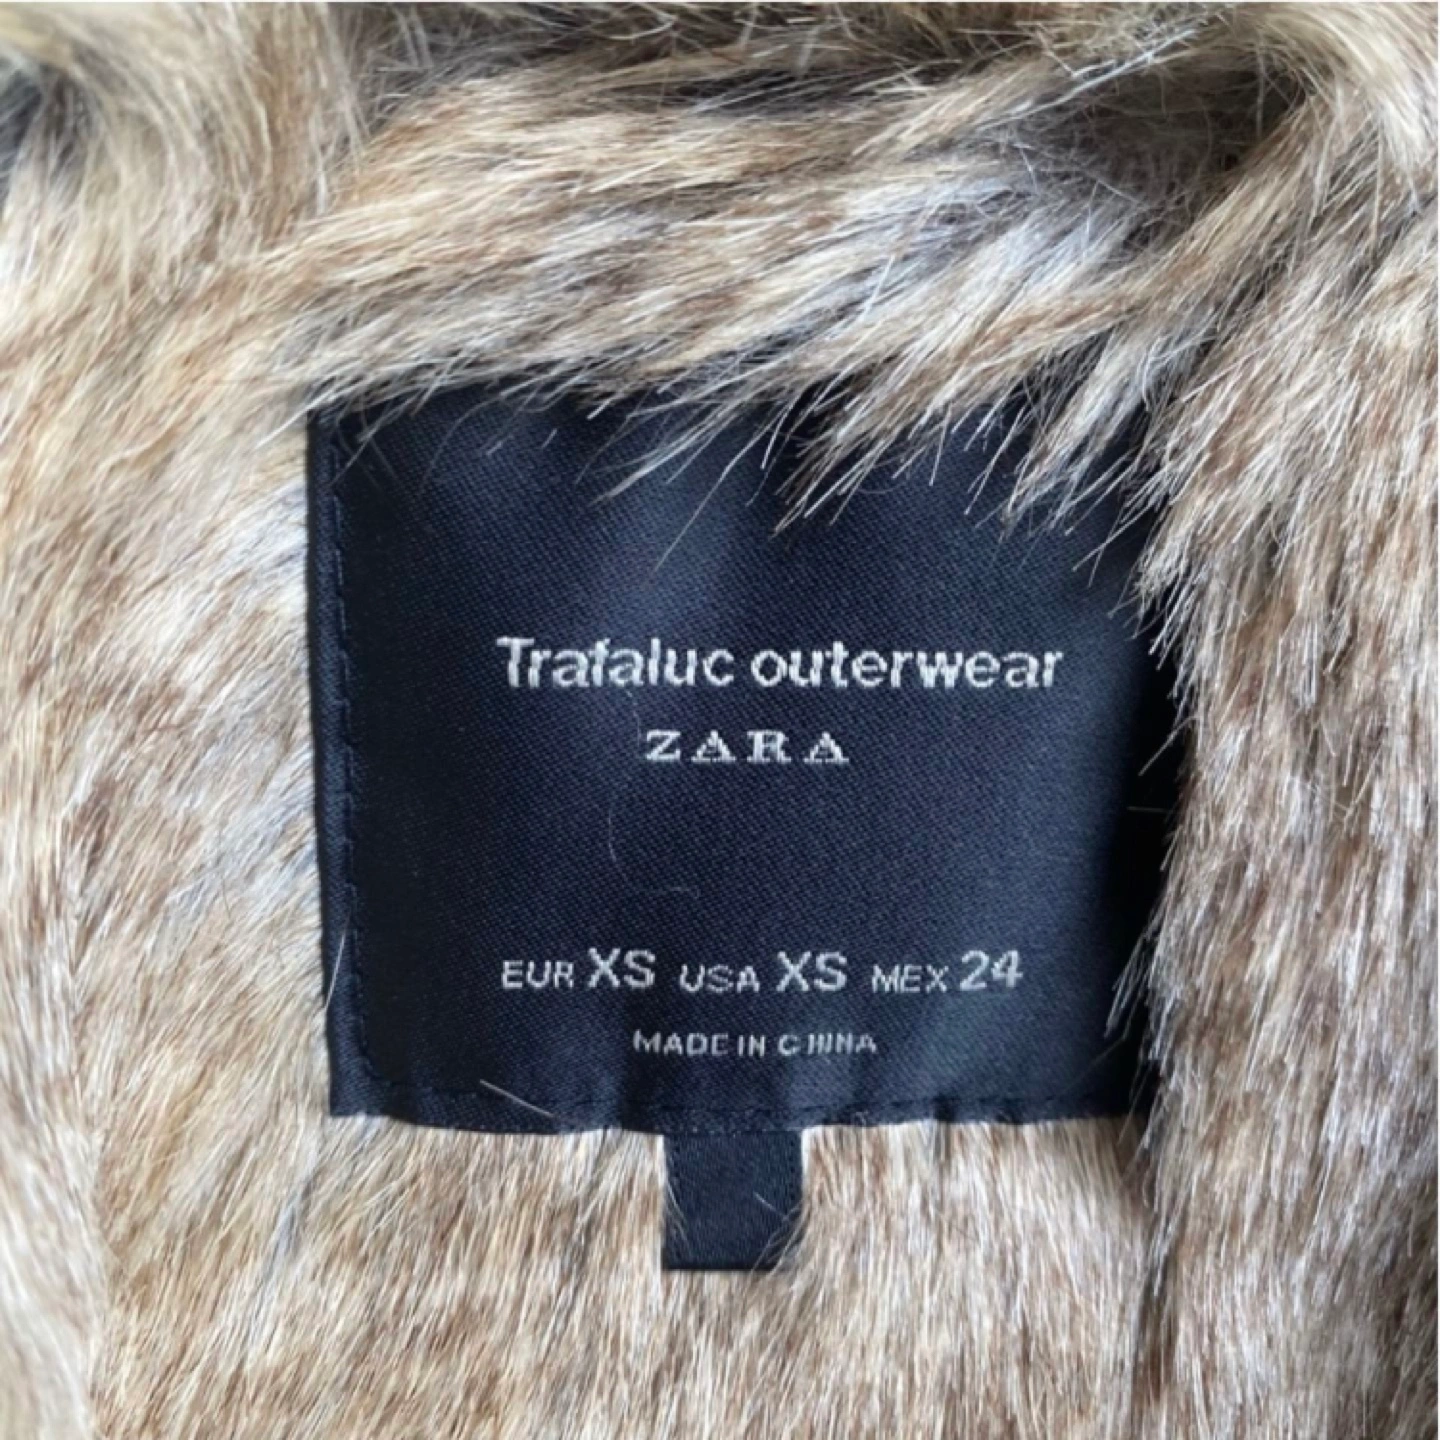 Trafaluc outerwear
ZARA
EUR XS USA XS MEX 24
MADE IN CHINA